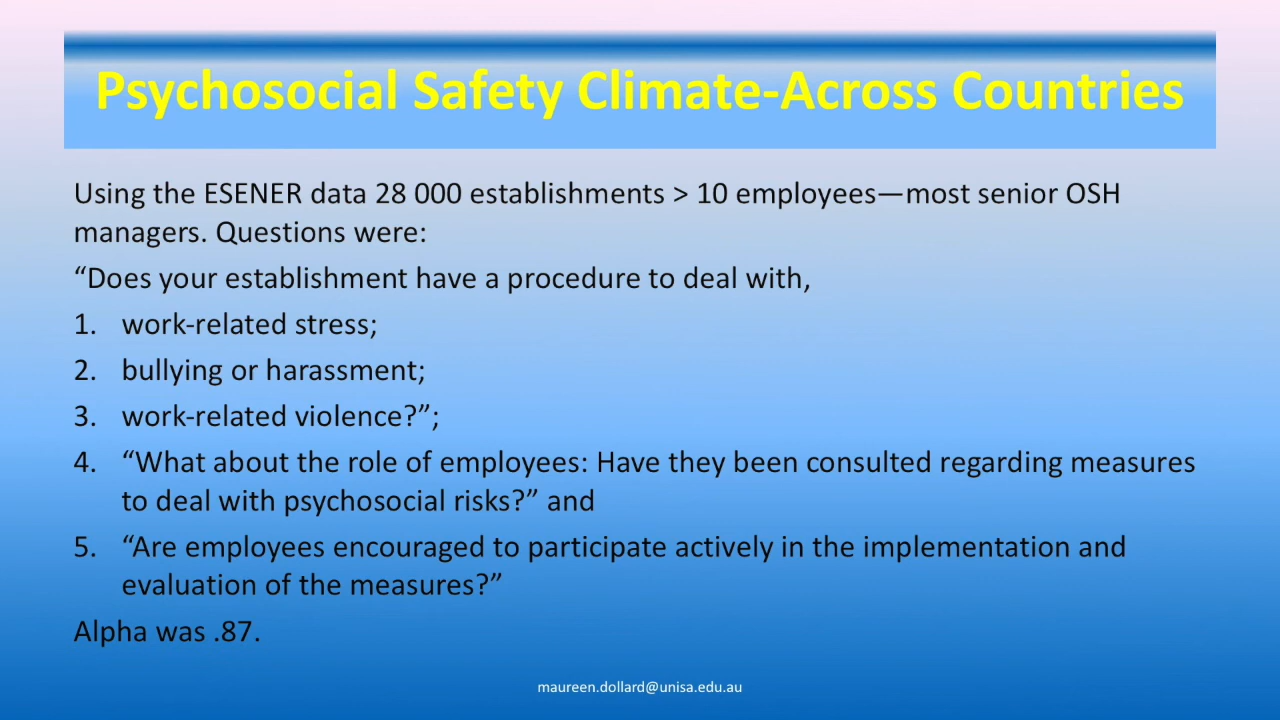 Psychosocial Safety Climate-Across Countries
Using the ESENER data 28 000 establishments > 10 employees—most senior OSH
managers. Questions were:
“Does your establishment have a procedure to deal with,
1. work-related stress;
2. bullying or harassment;
3. work-related violence?”;
4. “What about the role of employees: Have they been consulted regarding measures
to deal with psychosocial risks?” and
5. “Are employees encouraged to participate actively in the implementation and
evaluation of the measures?”
Alpha was .87.
maureen.dollard@unisa.edu.au